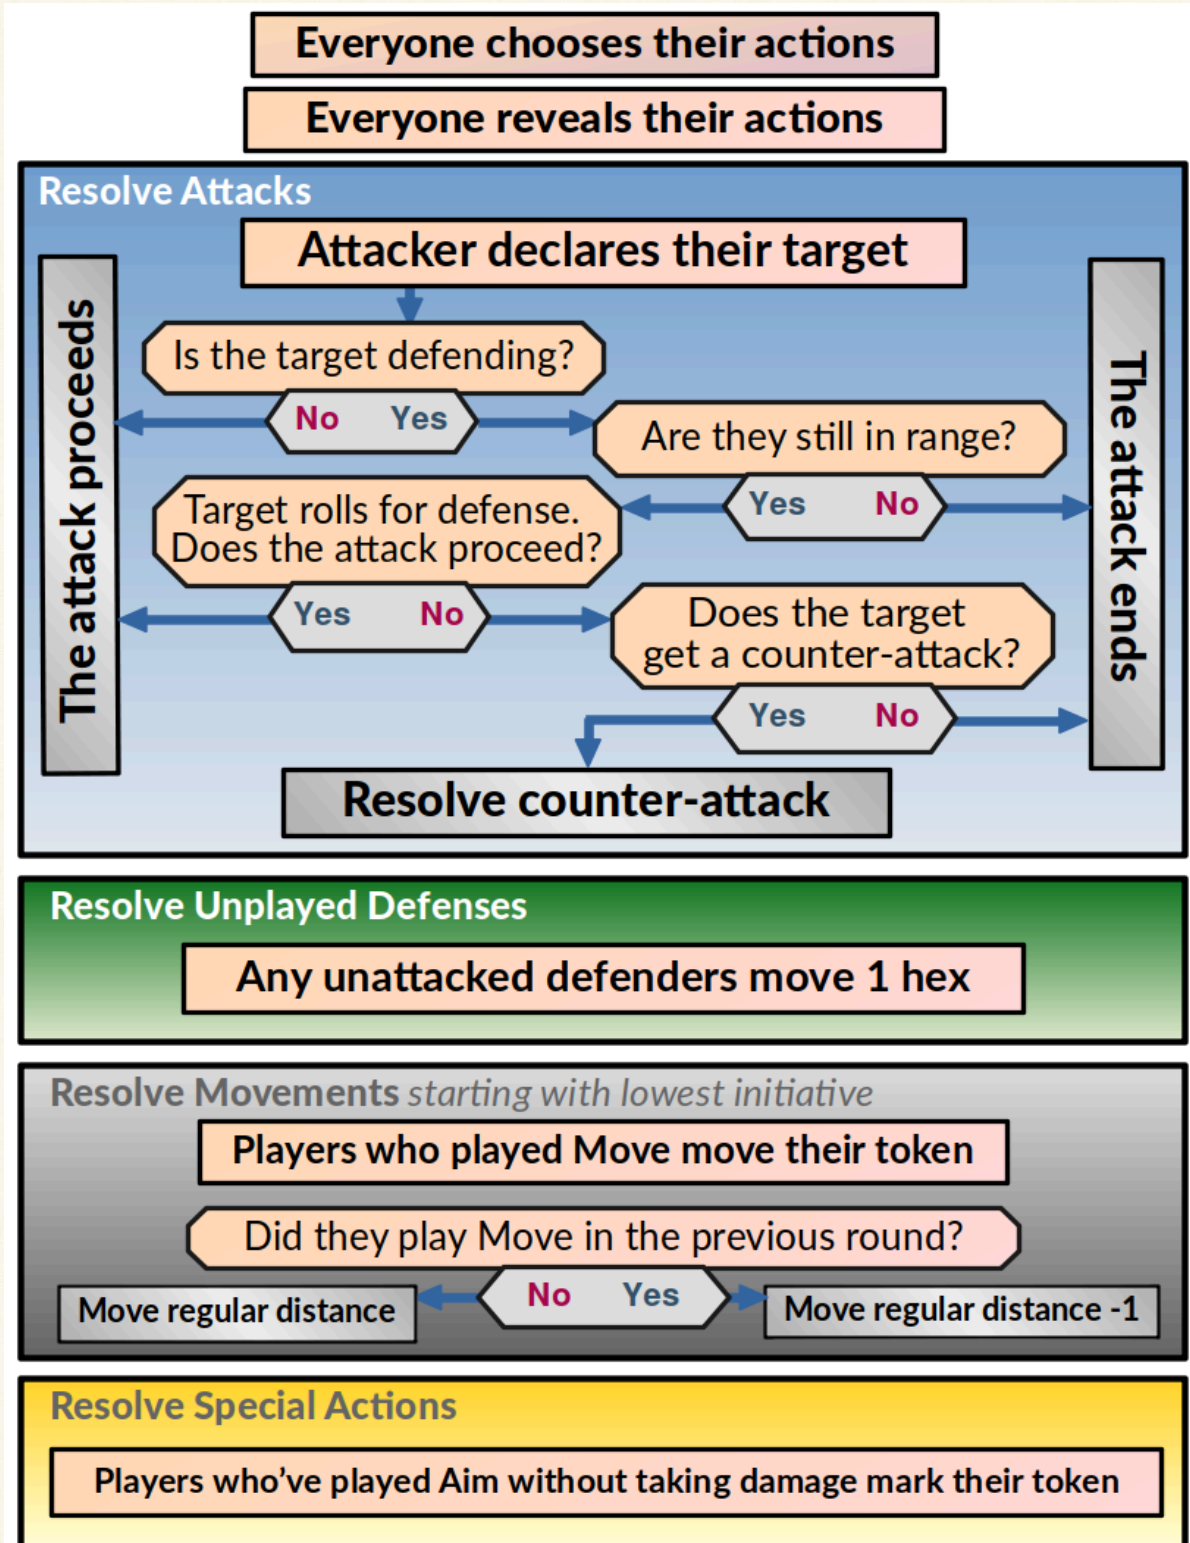 Everyone chooses their actions
Everyone reveals their actions
Resolve Attacks
Attacker declares their target
The attack proceeds
The attack ends
Is the target defending?
No Yes
Are they still in range?
Yes No
Target rolls for defense.
Does the attack proceed?
Yes No
Does the target
get a counter-attack?
Yes No
Resolve counter-attack
Resolve Unplayed Defenses
Any unattacked defenders move 1 hex
Resolve Movements starting with lowest initiative
Players who played Move move their token
Did they play Move in the previous round?
No Yes
Move regular distance
Move regular distance -1
Resolve Special Actions
Players who’ve played Aim without taking damage mark their token